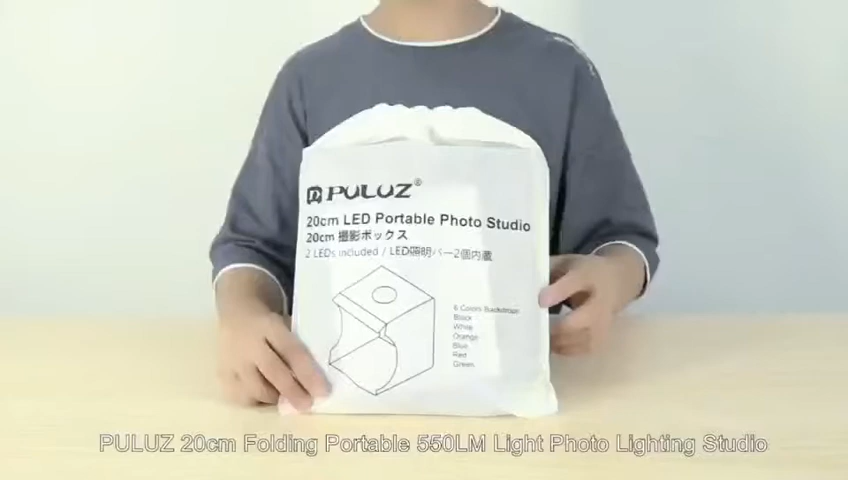 PULUZ®
20cm LED Portable Photo Studio
20cm 撮影ボックス
2 LEDs included / LED照明バー2個内蔵
6 Colors Backdrops
Black
White
Orange
Blue
Red
Green
PULUZ 20cm Folding Portable 550LM Light Photo Lighting Studio